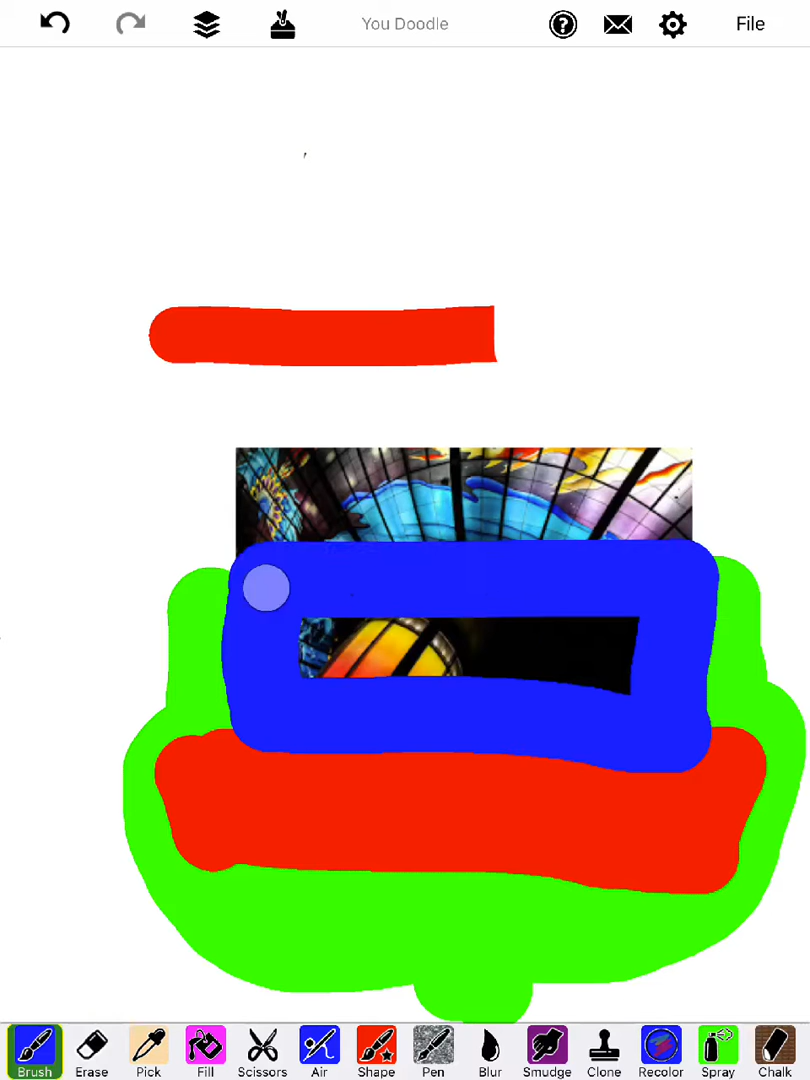 You Doodle
File
Brush Erase Pick Fill Scissors Air Shape Pen Blur Smudge Clone Recolor Spray Chalk